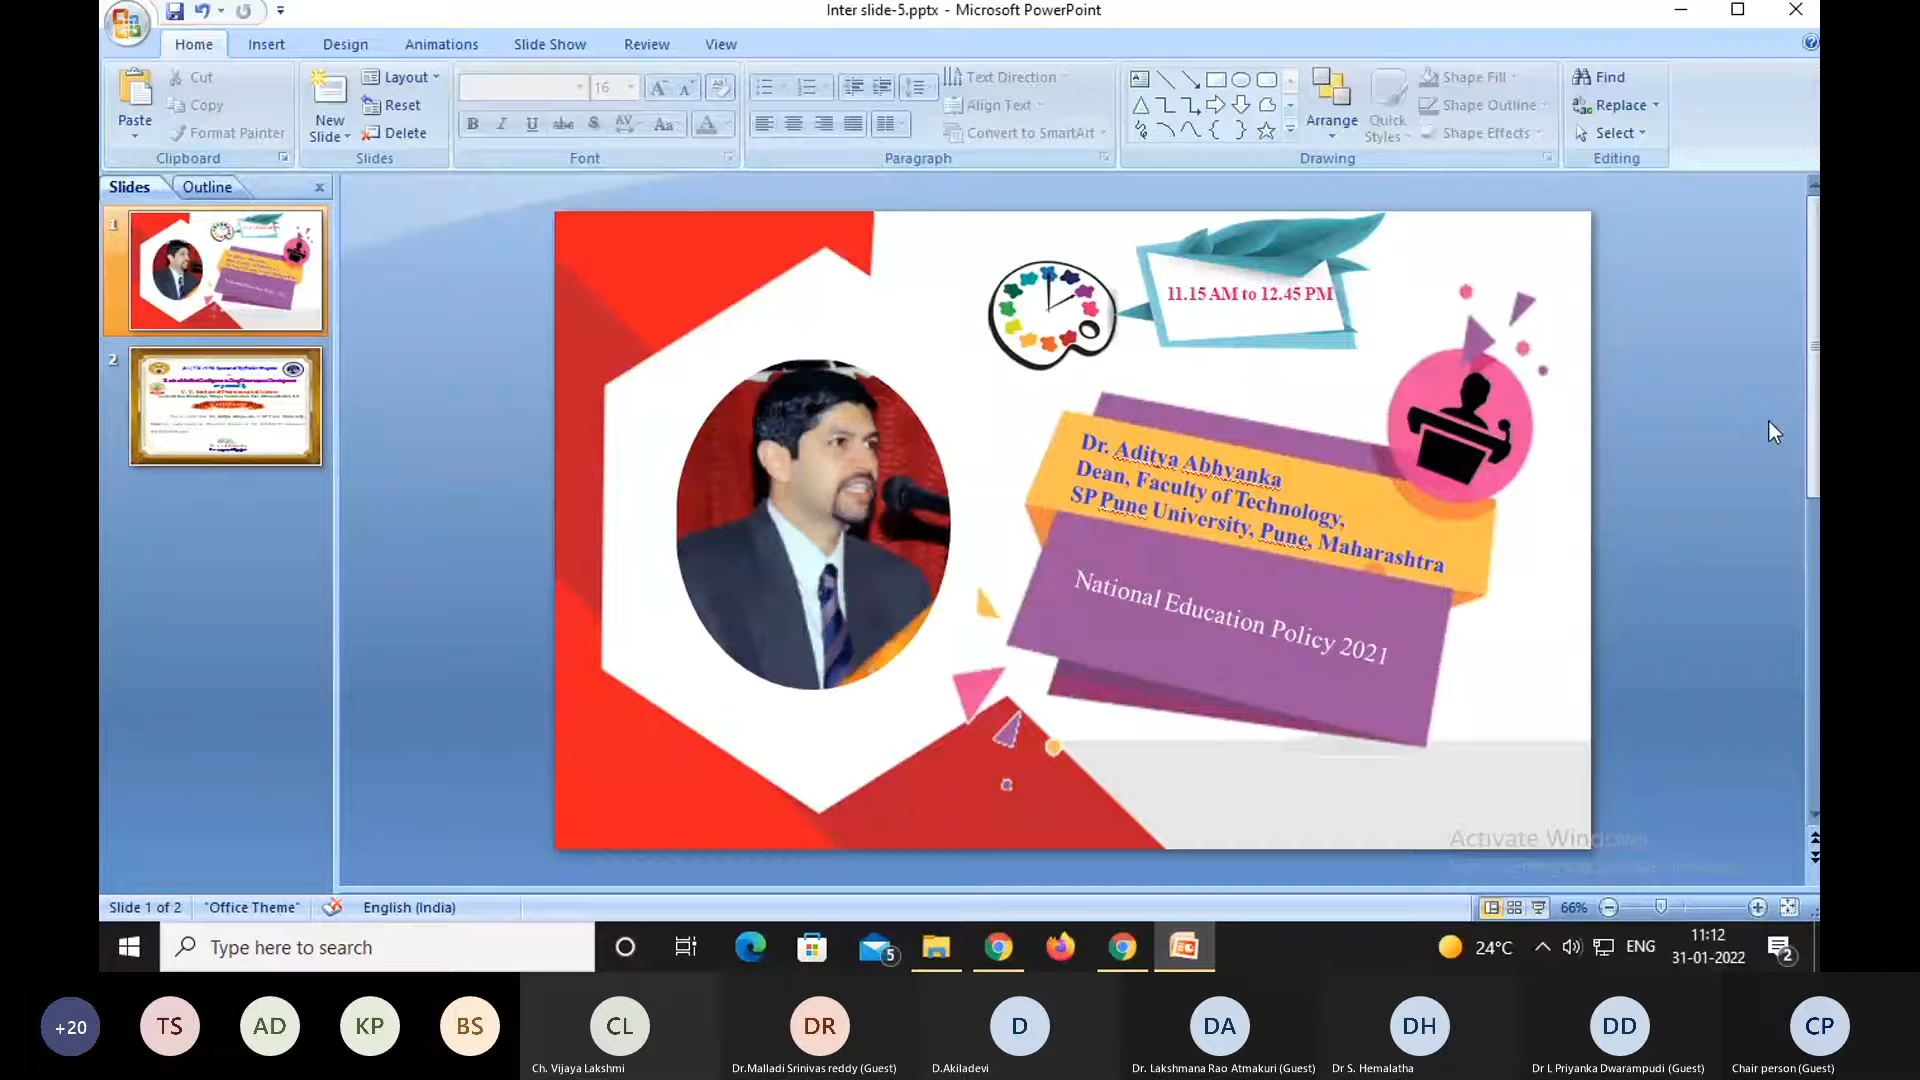 Inter slide-5.pptx - Microsoft PowerPoint
Home Insert Design Animations Slide Show Review View
Cut
Copy
Format Painter
Paste
Clipboard
New Slide
Layout
Reset
Delete
Slides
16
Font
Text Direction
Align Text
Convert to SmartArt
Paragraph
Arrange
Quick Styles
Shape Fill
Shape Outline
Shape Effects
Drawing
Find
Replace
Select
Editing
Slides Outline
1
2
11.15 AM to 12.45 PM
Dr. Aditya Abhyanka
Dean, Faculty of Technology,
SP Pune University, Pune, Maharashtra
National Education Policy 2021
Activate Windows
Slide 1 of 2 "Office Theme" English (India) 66%
Type here to search
5
24°C ENG 11:12
31-01-2022
2
+20 TS AD KP BS CL DR D DA DH DD CP
Ch. Vijaya Lakshmi Dr.Malladi Srinivas reddy (Guest) D.Akiladevi Dr. Lakshmana Rao Atmakuri (Guest) Dr S. Hemalatha Dr L Priyanka Dwarampudi (Guest) Chair person (Guest)